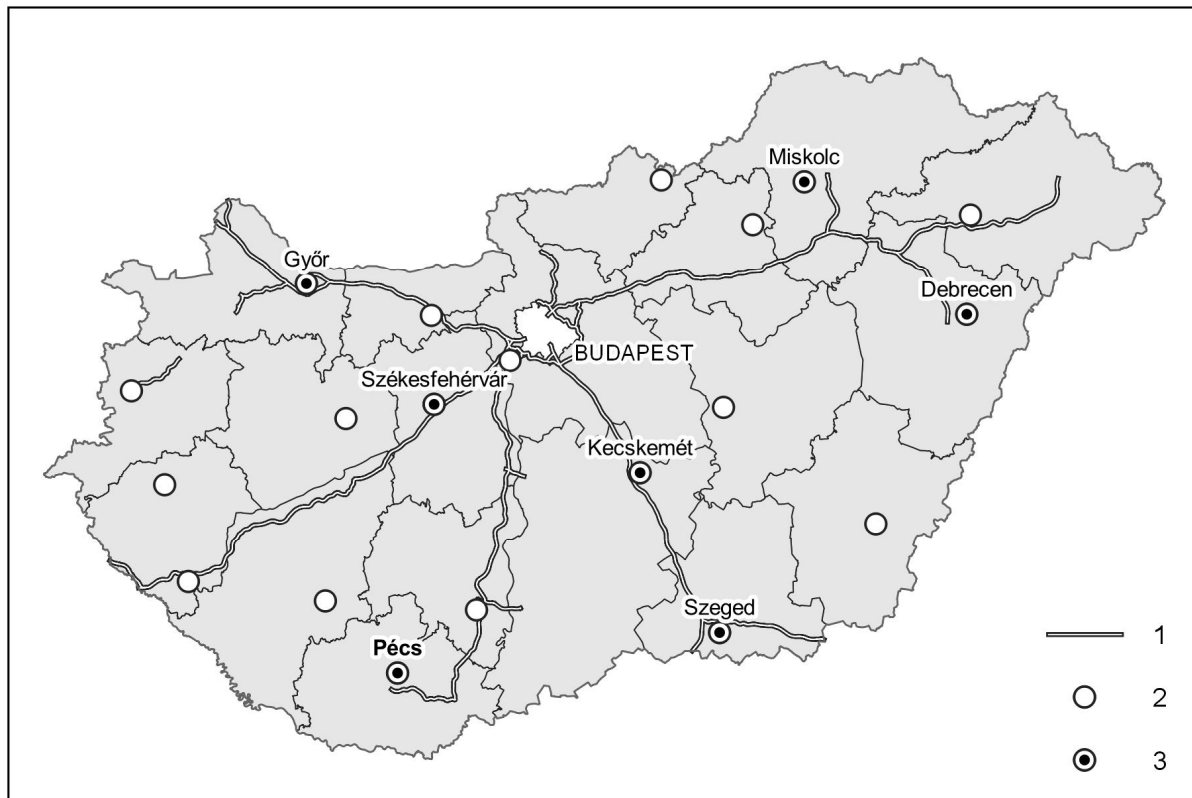 Miskolc
Győr
Debrecen
BUDAPEST
Székesfehérvár
Kecskemét
Szeged
Pécs
1
2
3